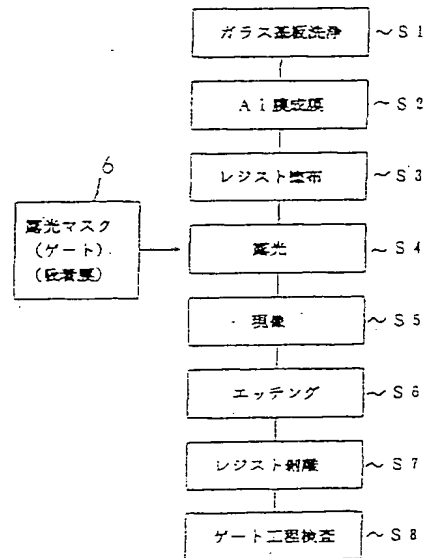 ガラス基板洗浄 ～S1
Al膜成膜 ～S2
レジスト塗布 ～S3
6
露光マスク
(ゲート)
(吸着膜)
露光 ～S4
現像 ～S5
エッチング ～S6
レジスト剥離 ～S7
ゲート工程検査 ～S8